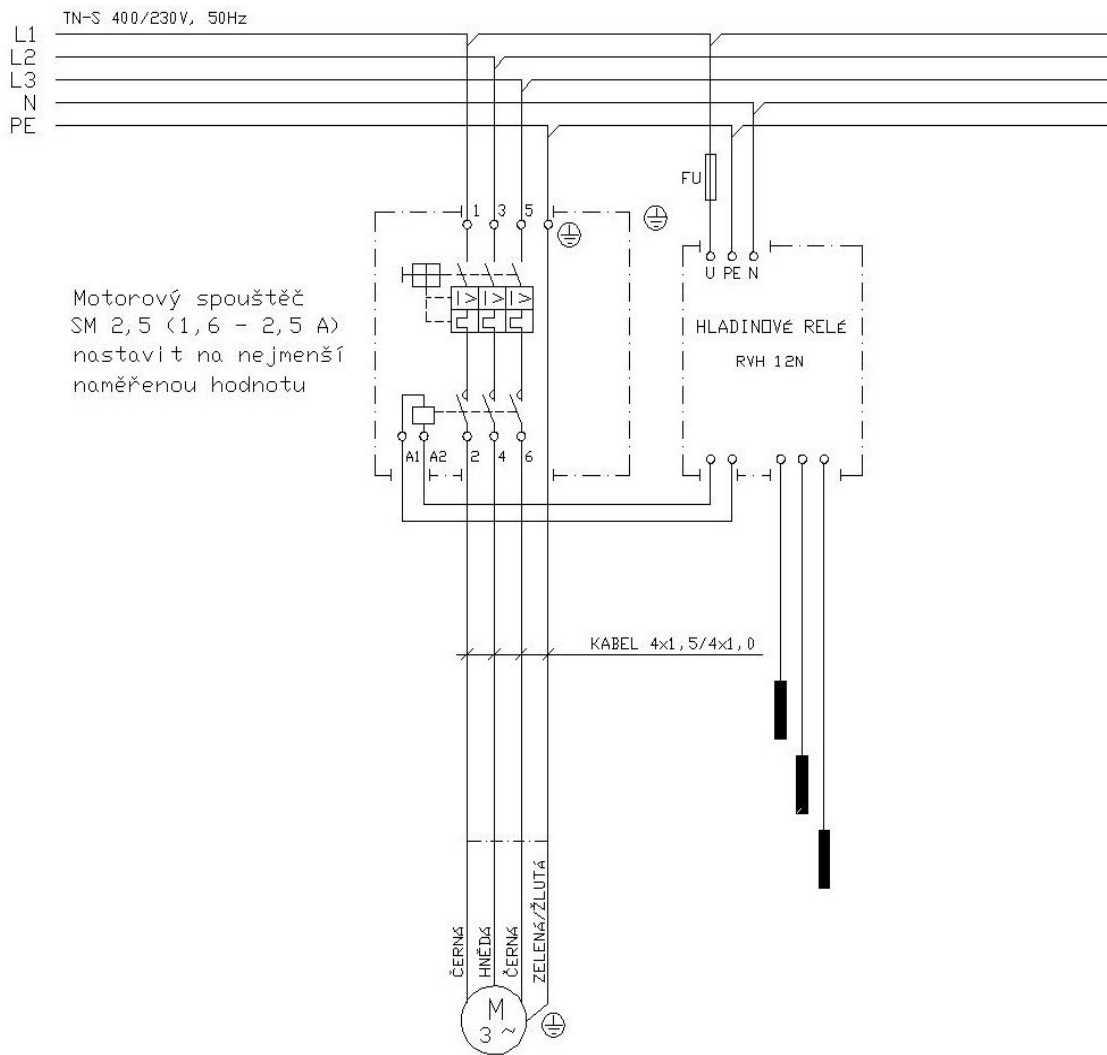 TN-S 400/230V, 50Hz
L1
L2
L3
N
PE
FU
1 3 5
U PE N
Motorový spouštěč
SM 2,5 (1,6 - 2,5 A)
nastavit na nejmenší
naměřenou hodnotu
I> I> I>
HLADINOVÉ RELÉ
RVH 12N
A1 A2 2 4 6
KABEL 4x1,5/4x1,0
ČERNÁ
HNĚDÁ
ČERNÁ
ZELENÁ/ŽLUTÁ
M
3 ~